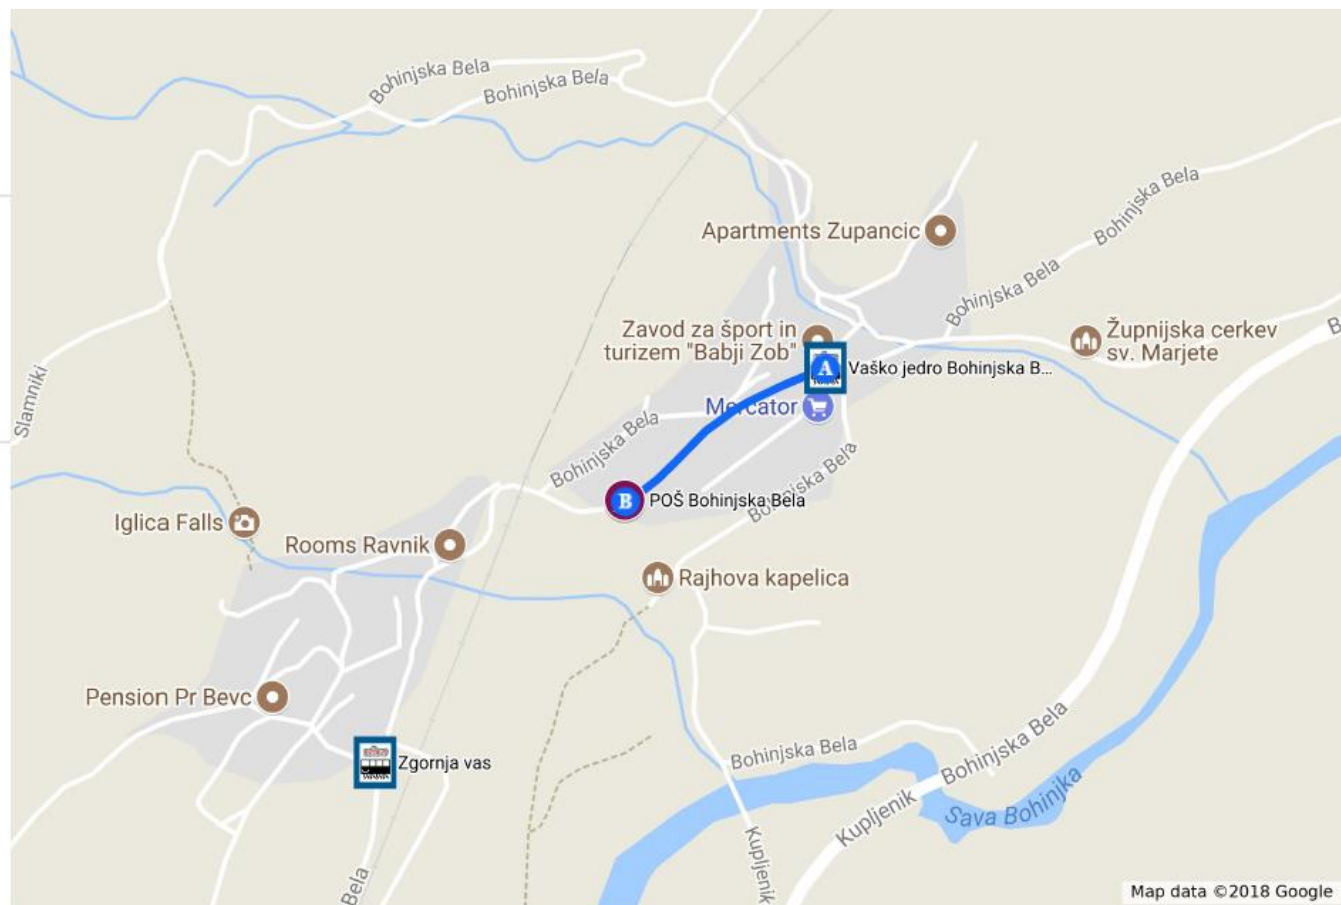 Bohinjska Bela
Bohinjska Bela
Bohinjska Bela
Apartments Zupancic
Bohinjska Bela
Zavod za šport in
turizem "Babji Zob"
Župnijska cerkev
sv. Marjete
A
Vaško jedro Bohinjska B...
Slamniki
Mercator
Bohinjska Bela
Bohinjska Bela
B
POŠ Bohinjska Bela
Iglica Falls
Rooms Ravnik
Rajhova kapelica
Pension Pr Bevc
Zgornja vas
Bohinjska Bela
Bohinjska Bela
Sava Bohinjka
Kupljenik
Kupljenik
Bela
Map data ©2018 Google